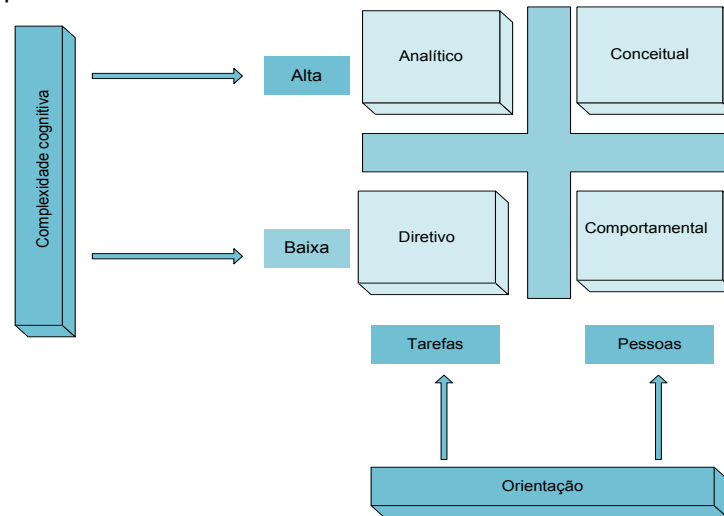 Complexidade cognitiva
Alta
Analítico
Conceitual
Baixa
Diretivo
Comportamental
Tarefas
Pessoas
Orientação